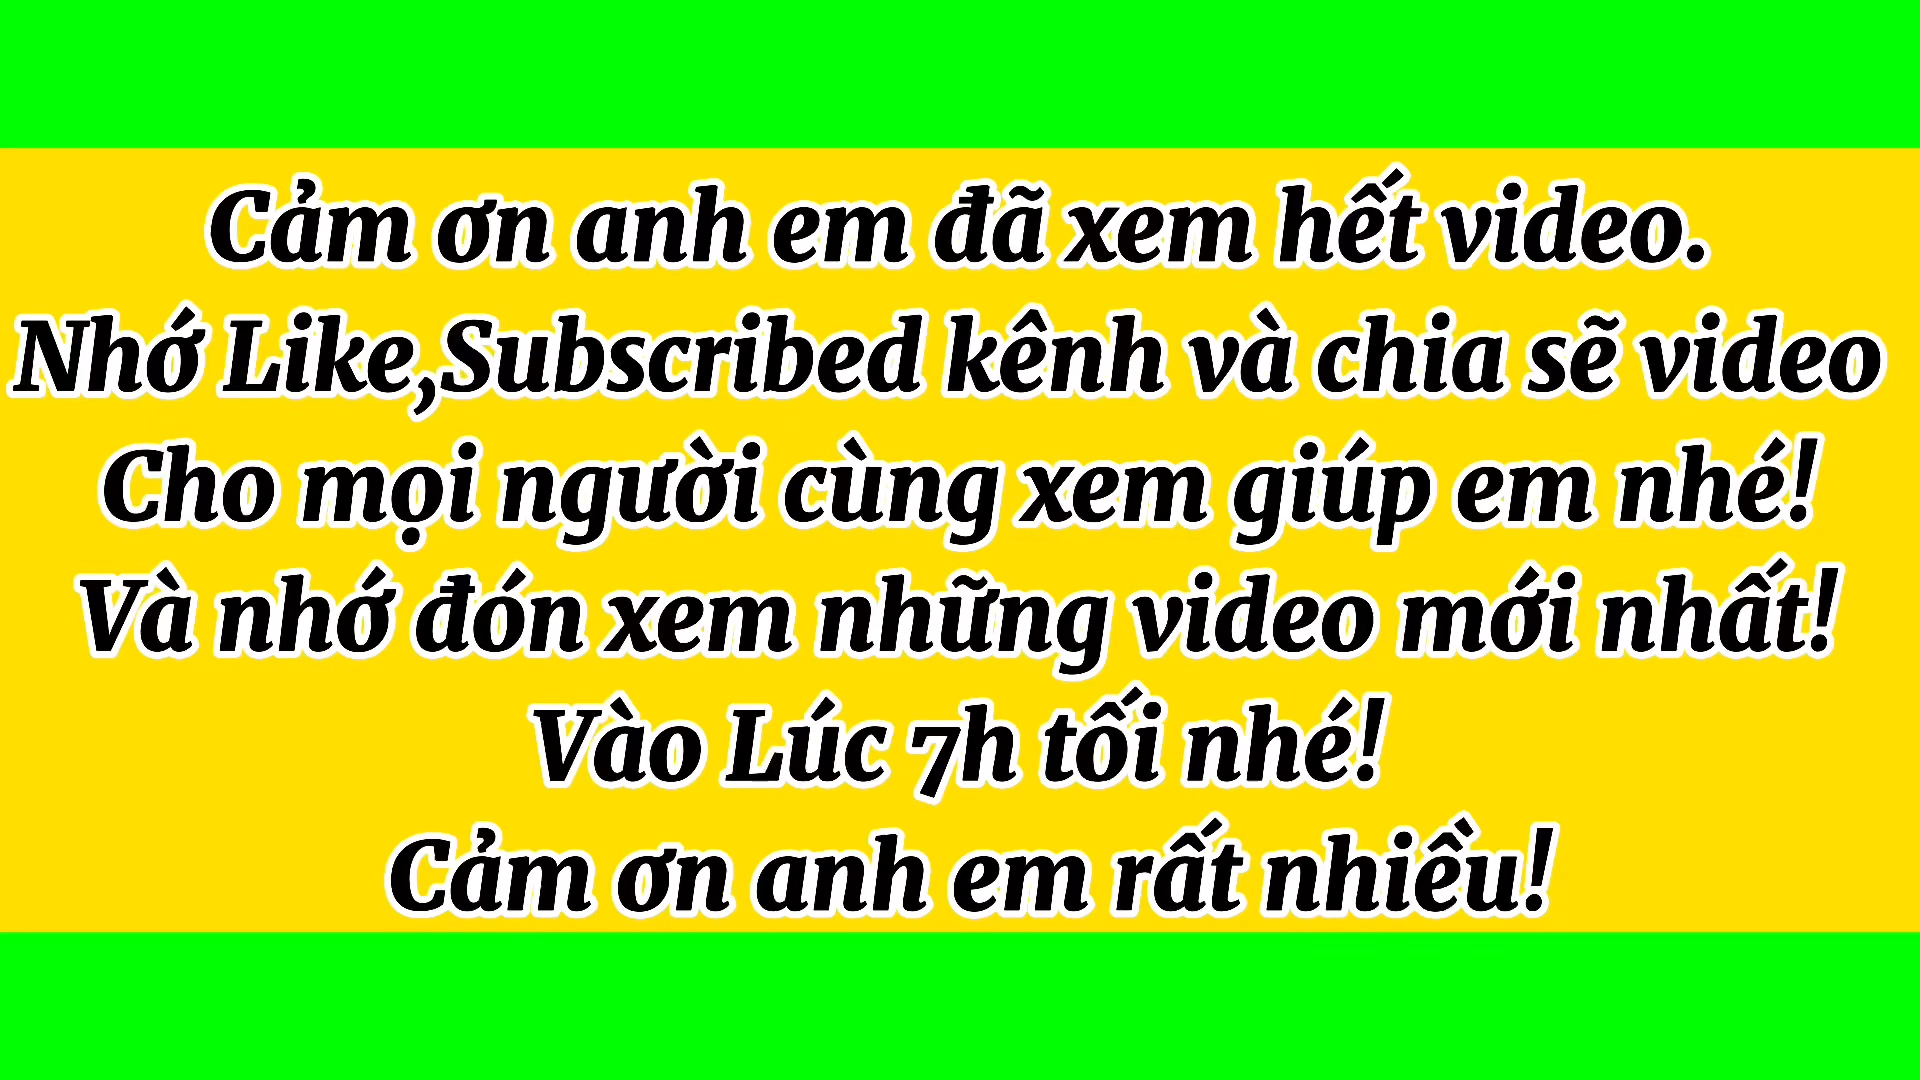 Cảm ơn anh em đã xem hết video.
Nhớ Like,Subscribed kênh và chia sẽ video
Cho mọi người cùng xem giúp em nhé!
Và nhớ đón xem những video mới nhất!
Vào Lúc 7h tối nhé!
Cảm ơn anh em rất nhiều!